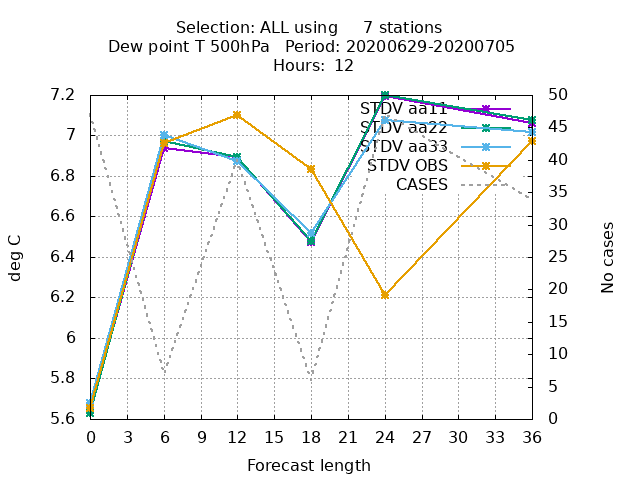 Selection: ALL using     7 stations
Dew point T 500hPa   Period: 20200629-20200705
Hours: 12
7.2
7
6.8
6.6
6.4
6.2
6
5.8
5.6
deg C
50
45
40
35
30
25
20
15
10
5
0
No cases
STDV aa11
STDV aa22
STDV aa33
STDV OBS
CASES
0 3 6 9 12 15 18 21 24 27 30 33 36
Forecast length